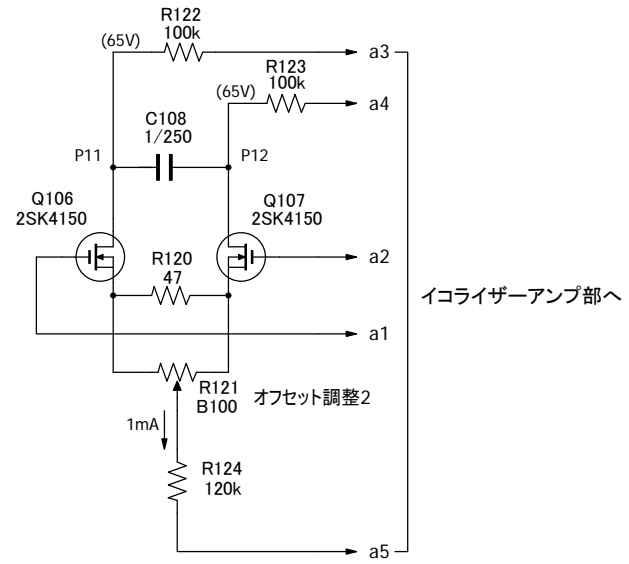 R122
100k
(65V)
a3
R123
100k
(65V)
a4
C108
1/250
P11
P12
Q106
2SK4150
Q107
2SK4150
R120
47
a2
イコライザーアンプ部へ
a1
R121
B100
オフセット調整2
1mA
R124
120k
a5